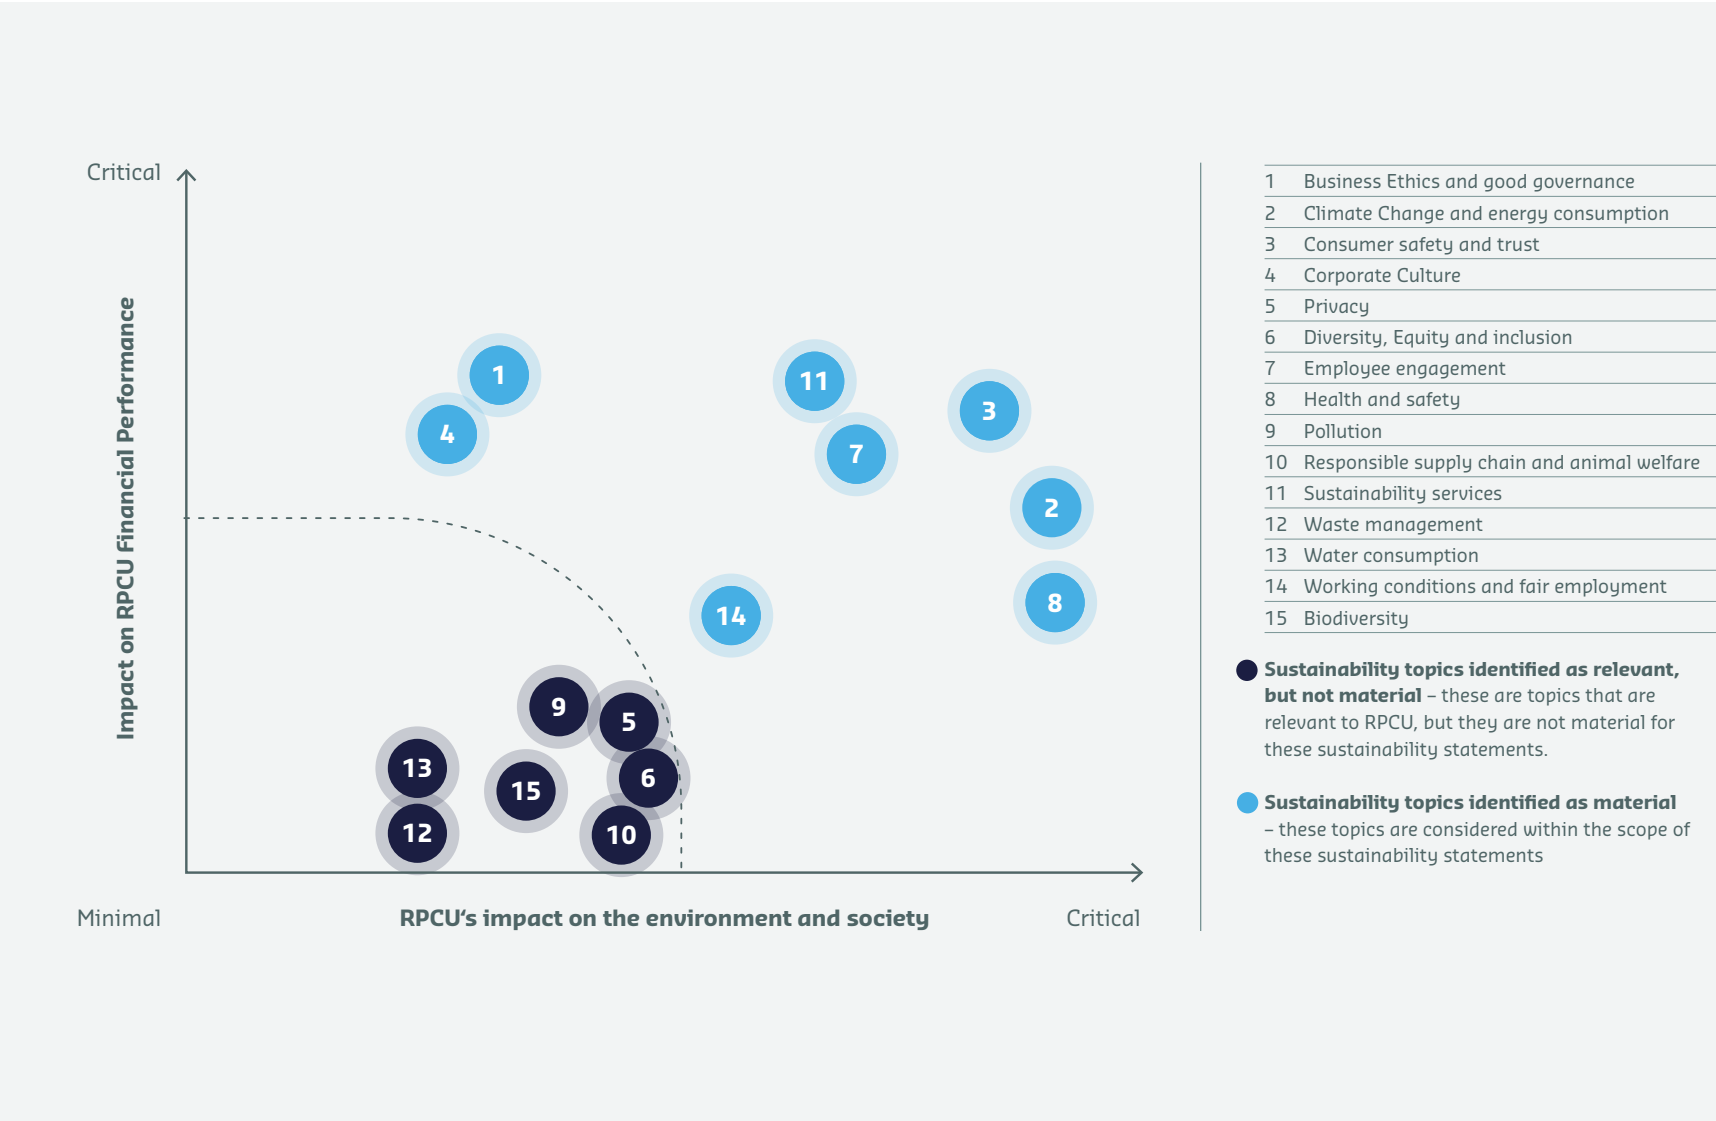 Critical
Impact on RPCU Financial Performance
1
11
3
4
7
2
8
14
9
5
13
6
15
12
10
Minimal
RPCU‘s impact on the environment and society
Critical
1 Business Ethics and good governance
2 Climate Change and energy consumption
3 Consumer safety and trust
4 Corporate Culture
5 Privacy
6 Diversity, Equity and inclusion
7 Employee engagement
8 Health and safety
9 Pollution
10 Responsible supply chain and animal welfare
11 Sustainability services
12 Waste management
13 Water consumption
14 Working conditions and fair employment
15 Biodiversity
Sustainability topics identified as relevant,
but not material – these are topics that are
relevant to RPCU, but they are not material for
these sustainability statements.
Sustainability topics identified as material
– these topics are considered within the scope of
these sustainability statements